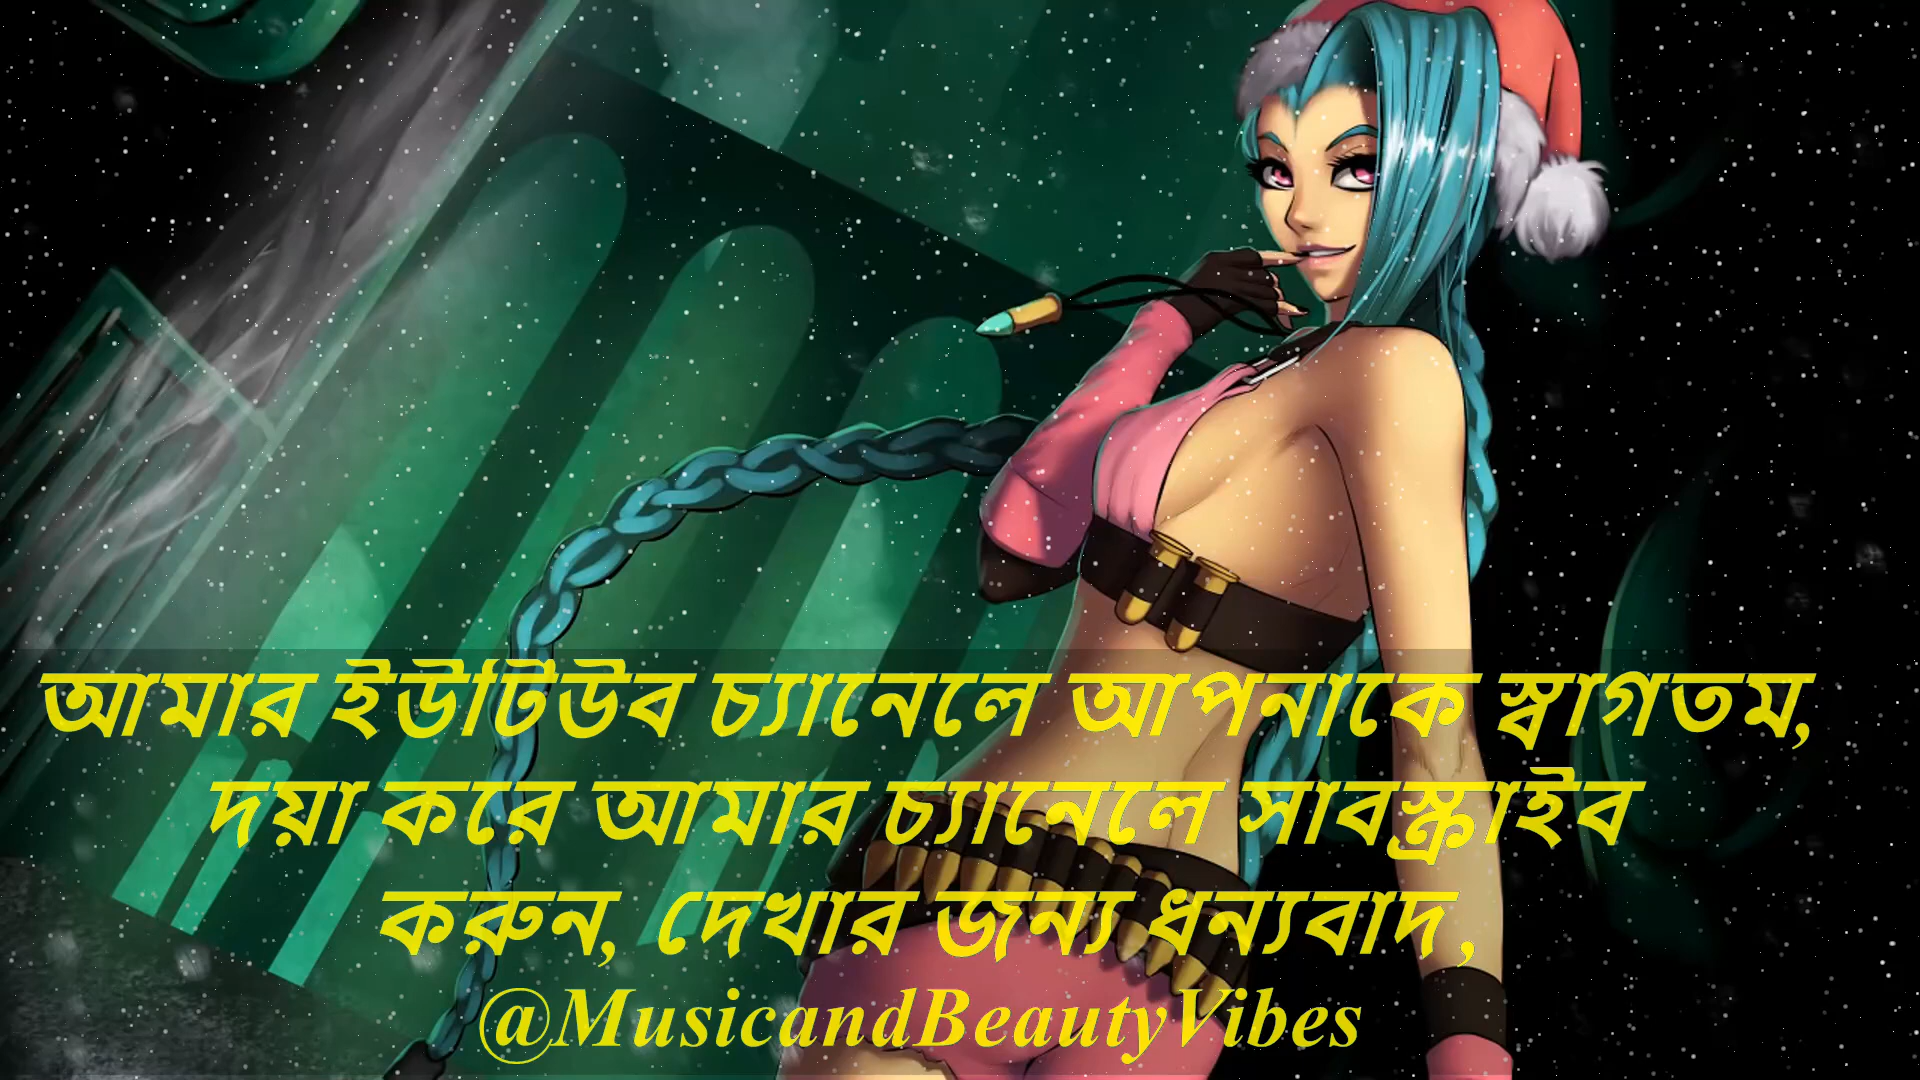 আমার ইউটিউব চ্যানেলে আপনাকে স্বাগতম,
দয়া করে আমার চ্যানেলে সাবস্ক্রাইব
করুন, দেখার জন্য ধন্যবাদ,
@MusicandBeautyVibes